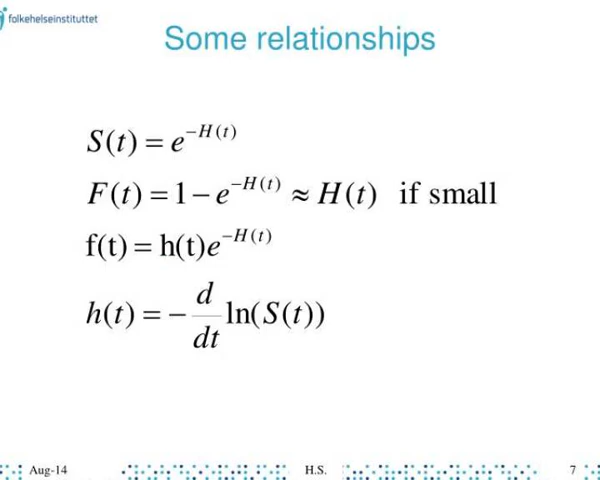 folkehelseinstituttet
Some relationships
S(t) = e^{-H(t)}
F(t) = 1 − e^{-H(t)} ≈ H(t) if small
f(t) = h(t)e^{-H(t)}
h(t) = − d/dt ln(S(t))
Aug-14 H.S. 7